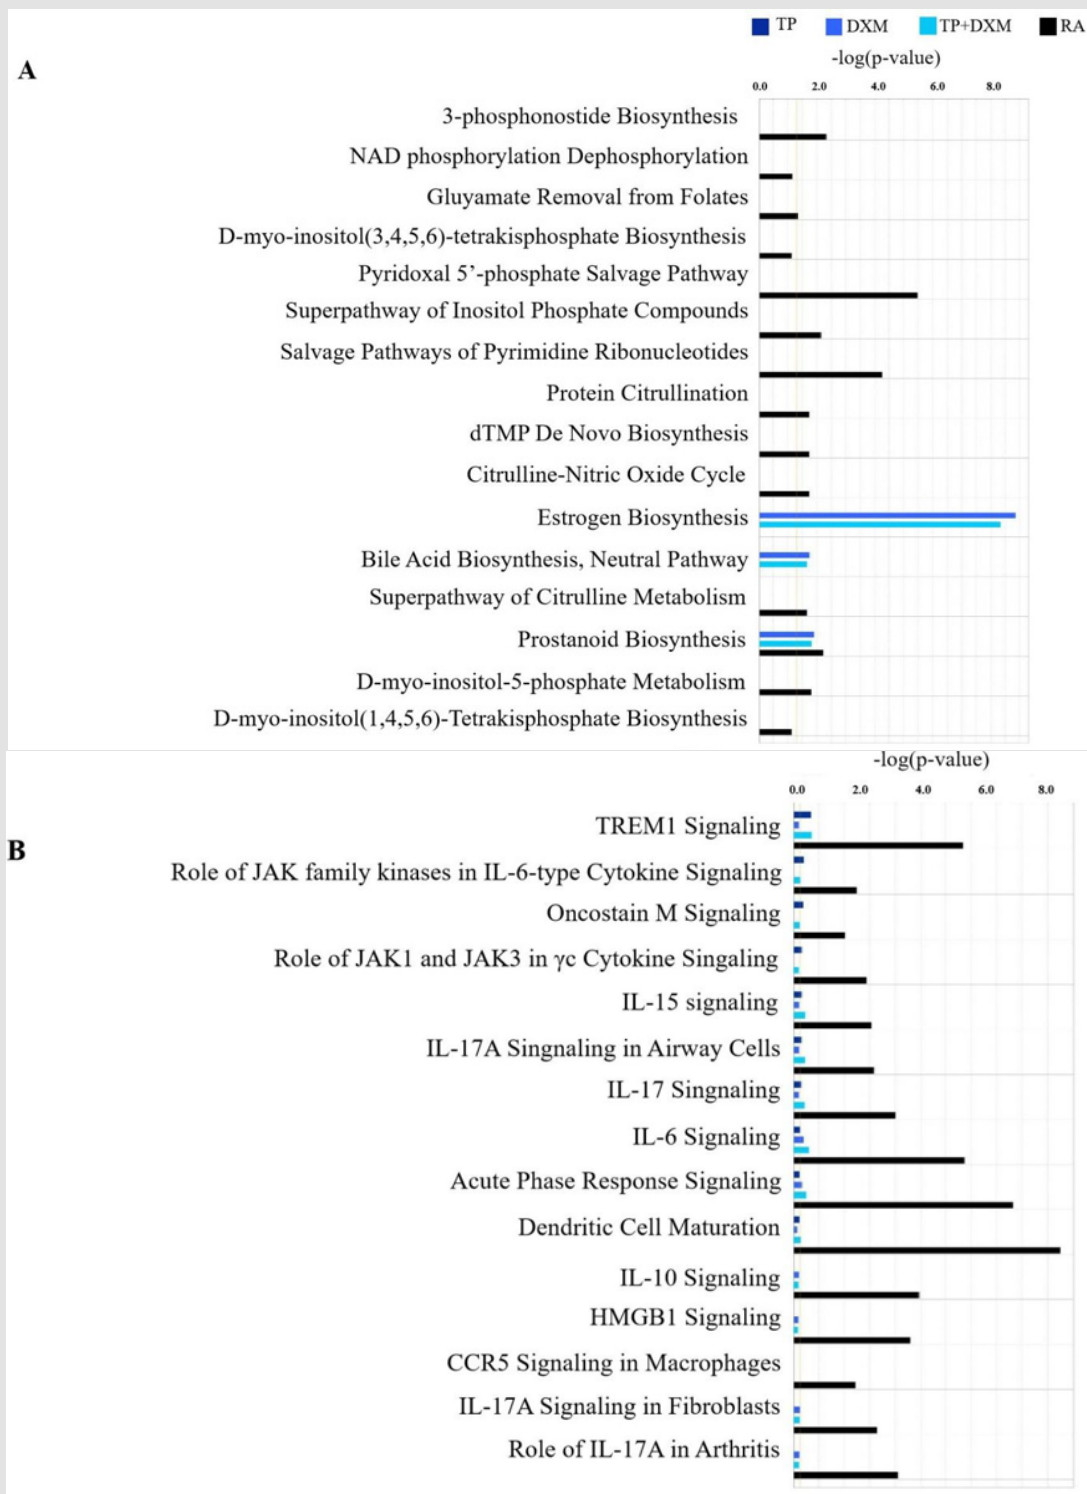 TP DXM TP+DXM RA
A
-log(p-value)
0.0 2.0 4.0 6.0 8.0
3-phosphonostide Biosynthesis
NAD phosphorylation Dephosphorylation
Gluyamate Removal from Folates
D-myo-inositol(3,4,5,6)-tetrakisphosphate Biosynthesis
Pyridoxal 5’-phosphate Salvage Pathway
Superpathway of Inositol Phosphate Compounds
Salvage Pathways of Pyrimidine Ribonucleotides
Protein Citrullination
dTMP De Novo Biosynthesis
Citrulline-Nitric Oxide Cycle
Estrogen Biosynthesis
Bile Acid Biosynthesis, Neutral Pathway
Superpathway of Citrulline Metabolism
Prostanoid Biosynthesis
D-myo-inositol-5-phosphate Metabolism
D-myo-inositol(1,4,5,6)-Tetrakisphosphate Biosynthesis
-log(p-value)
0.0 2.0 4.0 6.0 8.0
B
TREM1 Signaling
Role of JAK family kinases in IL-6-type Cytokine Signaling
Oncostain M Signaling
Role of JAK1 and JAK3 in γc Cytokine Singaling
IL-15 signaling
IL-17A Singnaling in Airway Cells
IL-17 Singnaling
IL-6 Signaling
Acute Phase Response Signaling
Dendritic Cell Maturation
IL-10 Signaling
HMGB1 Signaling
CCR5 Signaling in Macrophages
IL-17A Signaling in Fibroblasts
Role of IL-17A in Arthritis